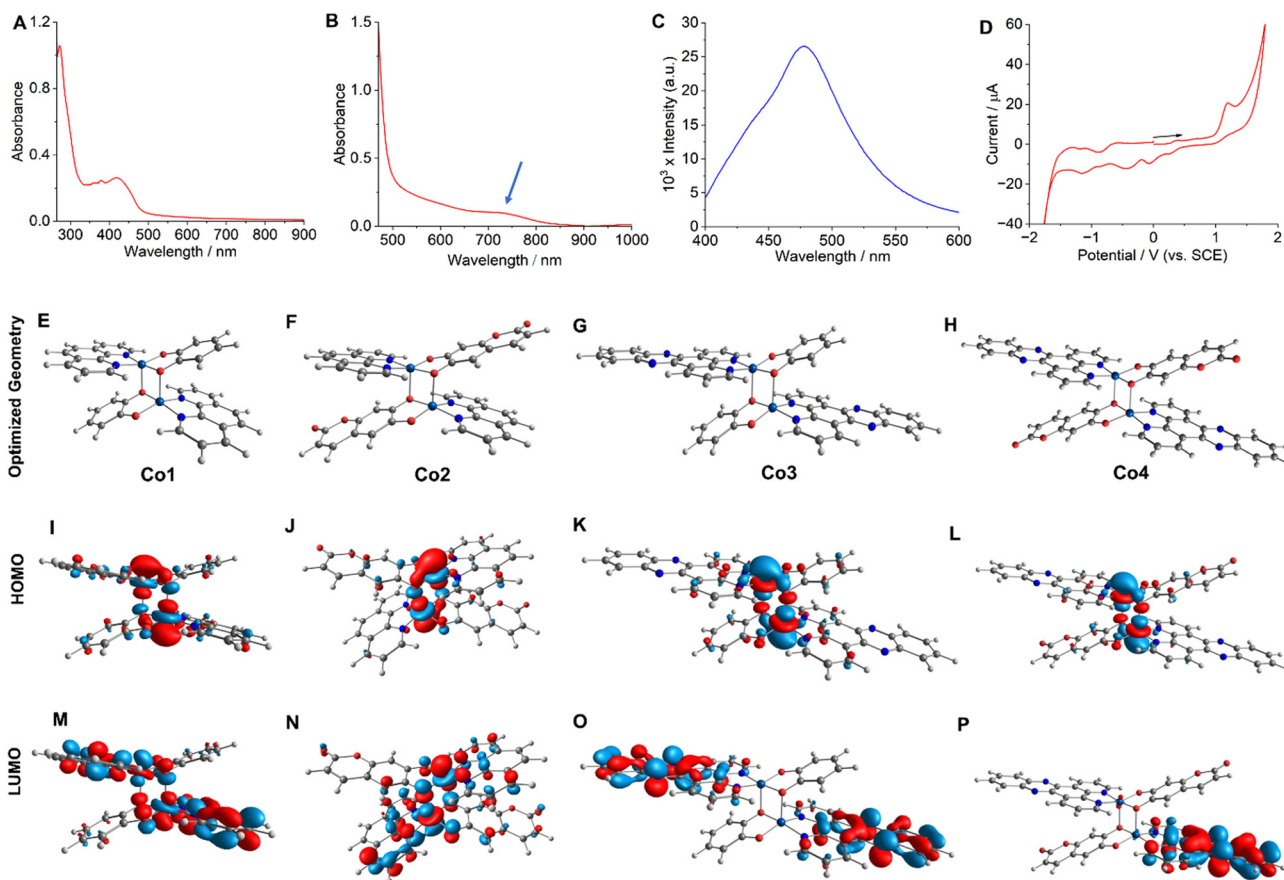 A
1.2
0.8
0.4
0.0
Absorbance
300 400 500 600 700 800 900
Wavelength / nm
B
1.5
1.0
0.5
0.0
Absorbance
500 600 700 800 900 1000
Wavelength / nm
C
30
25
20
15
10
5
0
10³ x Intensity (a.u.)
400 450 500 550 600
Wavelength / nm
D
60
40
20
0
−20
−40
Current / µA
−2 −1 0 1 2
Potential / V (vs. SCE)
Optimized Geometry
E F G H
Co1 Co2 Co3 Co4
HOMO
I J K L
LUMO
M N O P